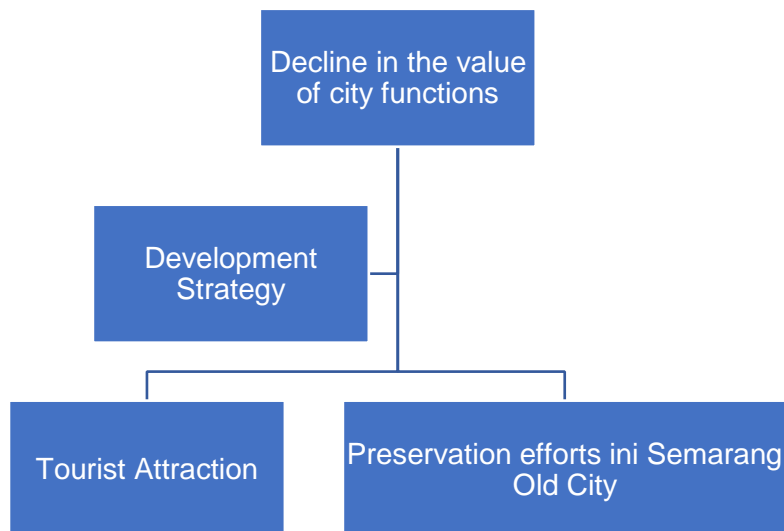 Decline in the value
of city functions
Development
Strategy
Tourist Attraction
Preservation efforts ini Semarang
Old City